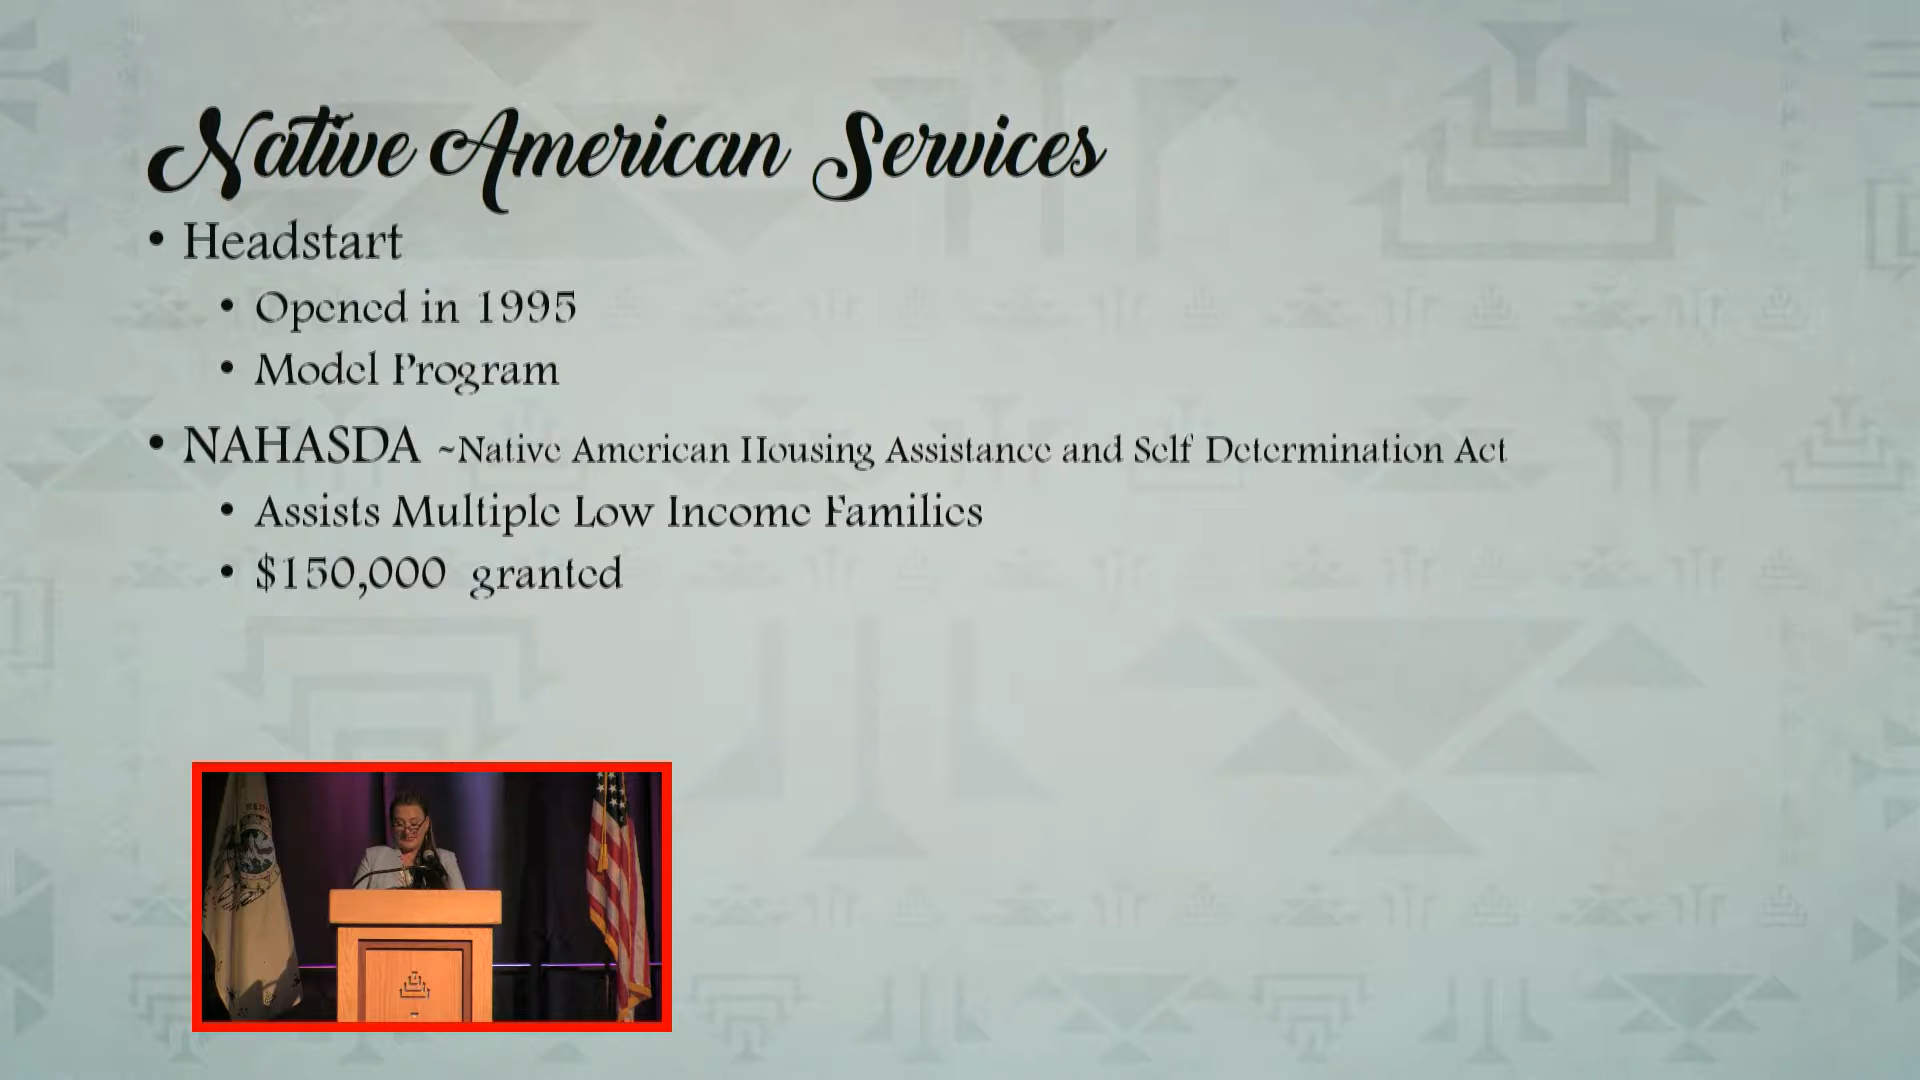 Native American Services
• Headstart
• Opened in 1995
• Model Program
• NAHASDA ~Native American Housing Assistance and Self Determination Act
• Assists Multiple Low Income Families
• $150,000 granted